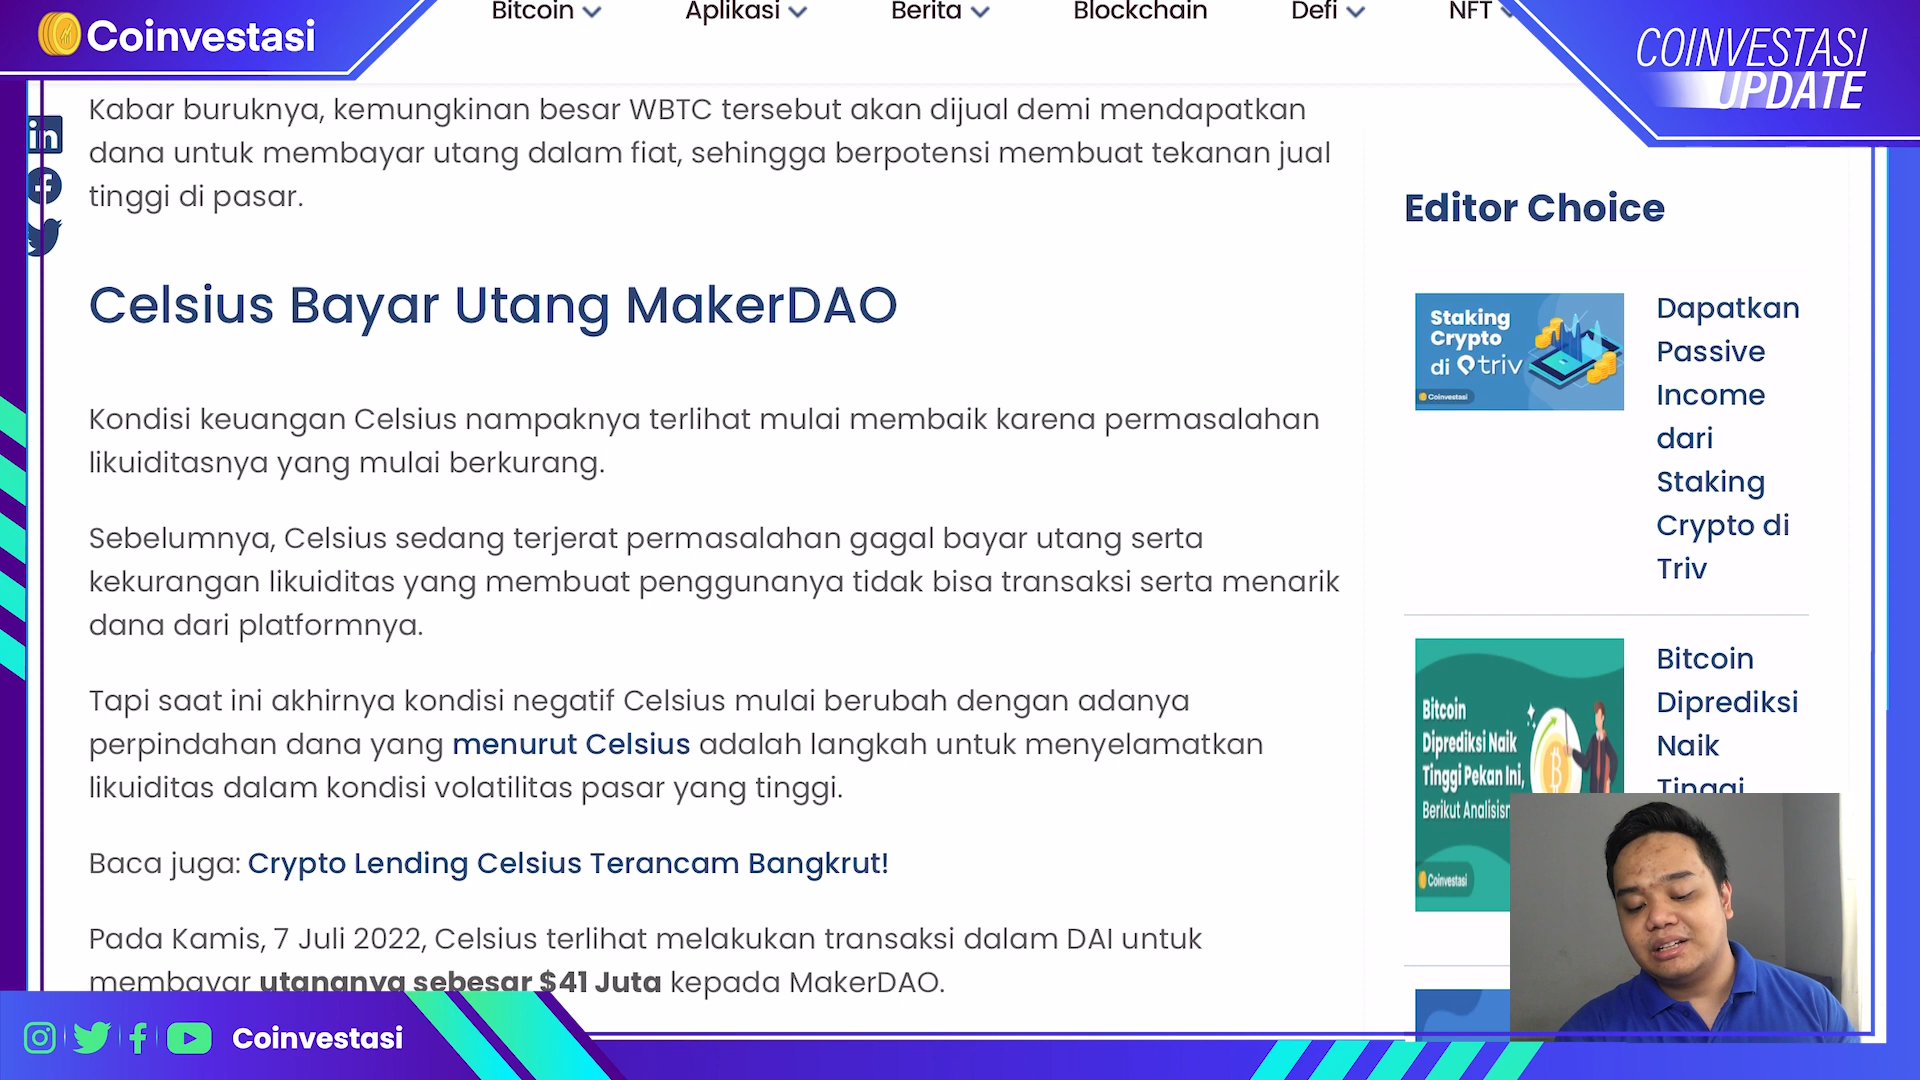 Coinvestasi
Bitcoin
Aplikasi
Berita
Blockchain
Defi
NFT
COINVESTASI
UPDATE
in
Kabar buruknya, kemungkinan besar WBTC tersebut akan dijual demi mendapatkan
dana untuk membayar utang dalam fiat, sehingga berpotensi membuat tekanan jual
tinggi di pasar.
Celsius Bayar Utang MakerDAO
Kondisi keuangan Celsius nampaknya terlihat mulai membaik karena permasalahan
likuiditasnya yang mulai berkurang.
Sebelumnya, Celsius sedang terjerat permasalahan gagal bayar utang serta
kekurangan likuiditas yang membuat penggunanya tidak bisa transaksi serta menarik
dana dari platformnya.
Tapi saat ini akhirnya kondisi negatif Celsius mulai berubah dengan adanya
perpindahan dana yang menurut Celsius adalah langkah untuk menyelamatkan
likuiditas dalam kondisi volatilitas pasar yang tinggi.
Baca juga: Crypto Lending Celsius Terancam Bangkrut!
Pada Kamis, 7 Juli 2022, Celsius terlihat melakukan transaksi dalam DAI untuk
membayar utangnya sebesar $41 Juta kepada MakerDAO.
Editor Choice
Staking
Crypto
di triv
Coinvestasi
Dapatkan
Passive
Income
dari
Staking
Crypto di
Triv
Bitcoin
Diprediksi Naik
Tinggi Pekan Ini,
Berikut
Coinvestasi
Bitcoin
Diprediksi
Naik
Tinggi
Coinvestasi